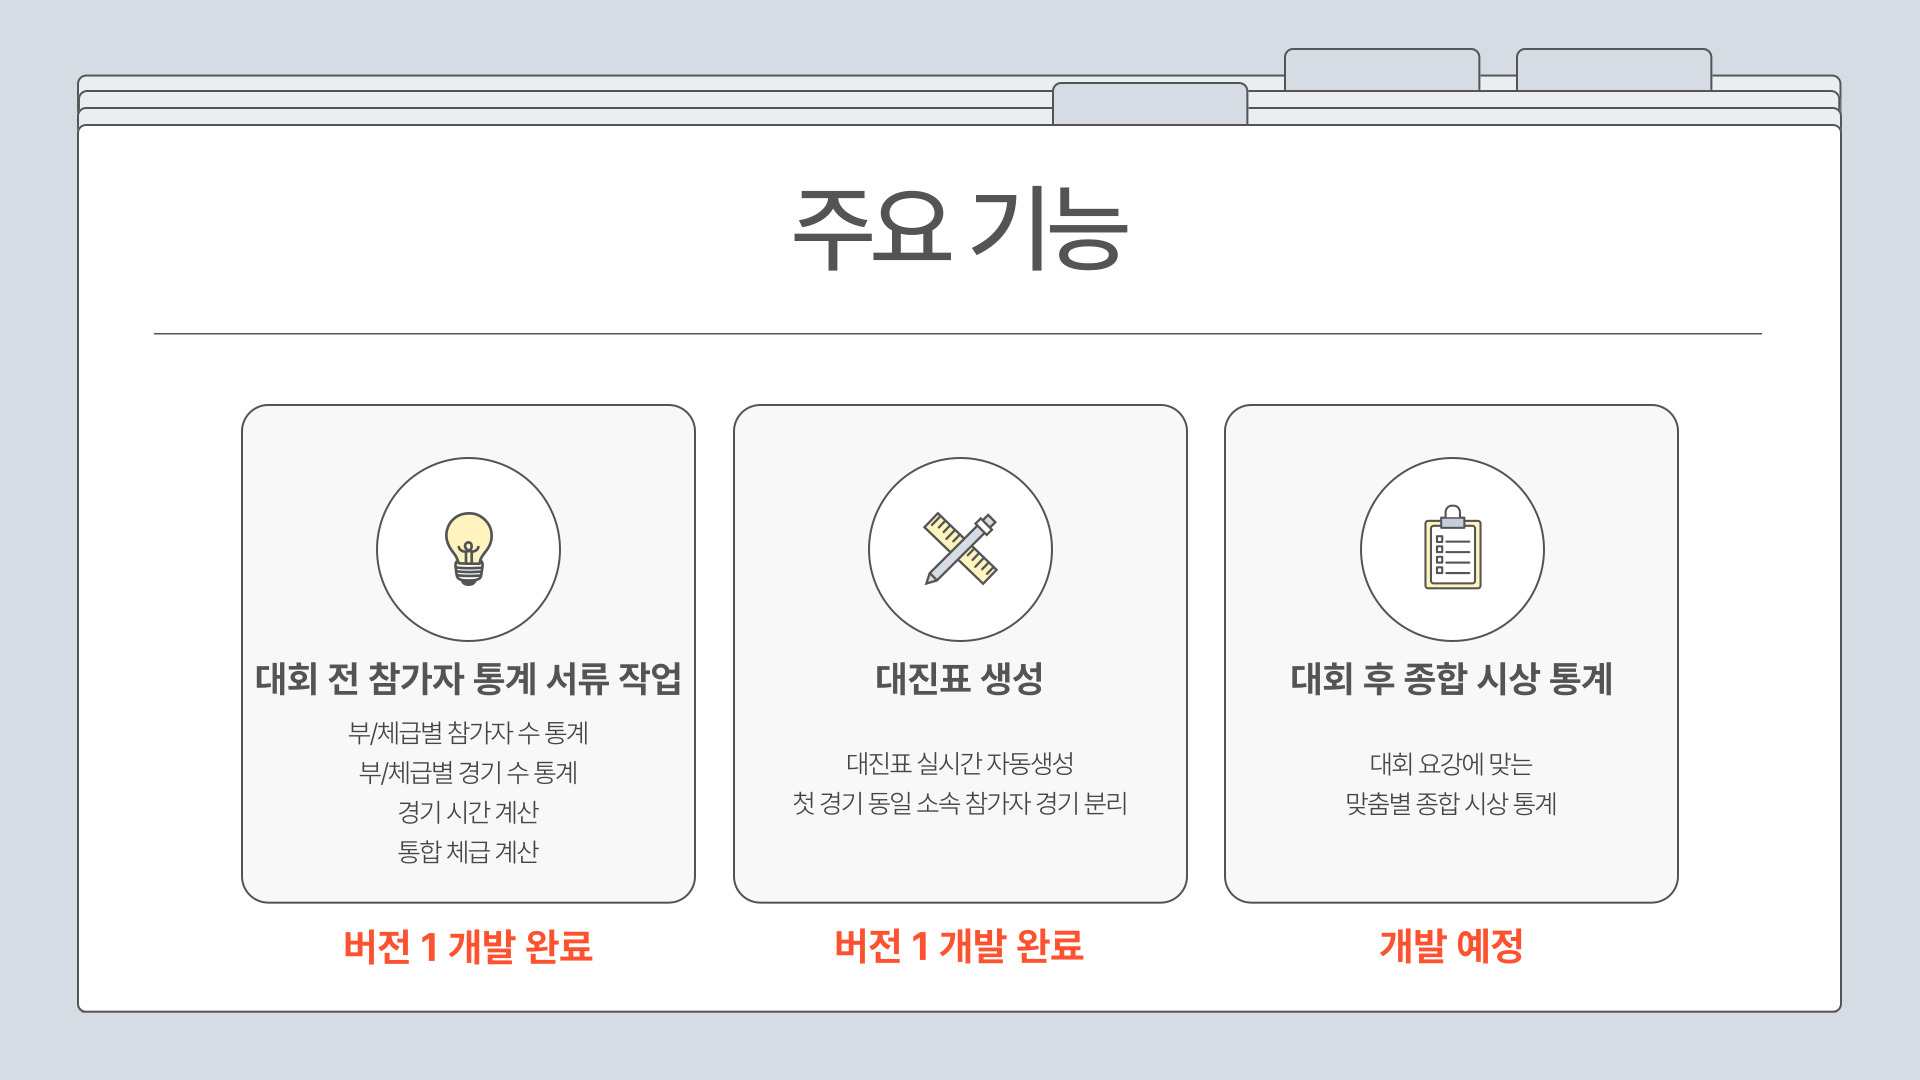 주요 기능
대회 전 참가자 통계 서류 작업
부/체급별 참가자 수 통계
부/체급별 경기 수 통계
경기 시간 계산
통합 체급 계산
버전 1 개발 완료
대진표 생성
대진표 실시간 자동생성
첫 경기 동일 소속 참가자 경기 분리
버전 1 개발 완료
대회 후 종합 시상 통계
대회 요강에 맞는
맞춤별 종합 시상 통계
개발 예정